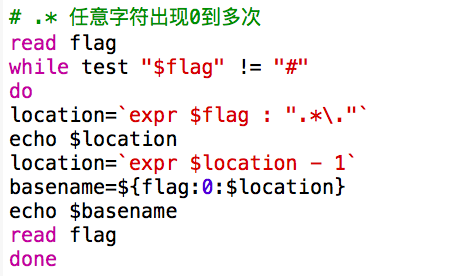 # .* 任意字符出现0到多次
read flag
while test "$flag" != "#"
do
location=`expr $flag : ".*\."`
echo $location
location=`expr $location - 1`
basename=${flag:0:$location}
echo $basename
read flag
done